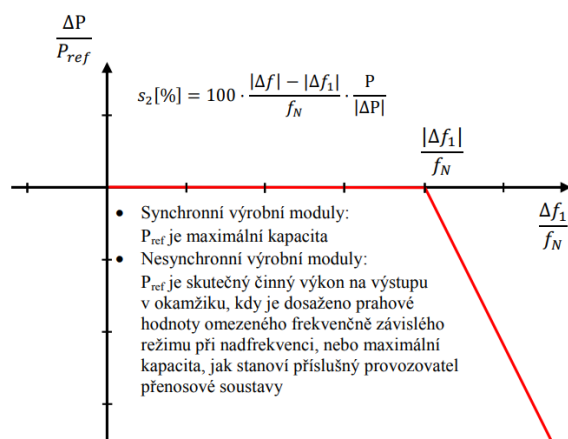 ΔP
P_ref
s₂[%] = 100 · (|Δf| − |Δf₁|)/f_N · P/|ΔP|
|Δf₁|
f_N
Δf₁
f_N
• Synchronní výrobní moduly:
P_ref je maximální kapacita
• Nesynchronní výrobní moduly:
P_ref je skutečný činný výkon na výstupu
v okamžiku, kdy je dosaženo prahové
hodnoty omezeného frekvenčně závislého
režimu při nadfrekvenci, nebo maximální
kapacita, jak stanoví příslušný provozovatel
přenosové soustavy